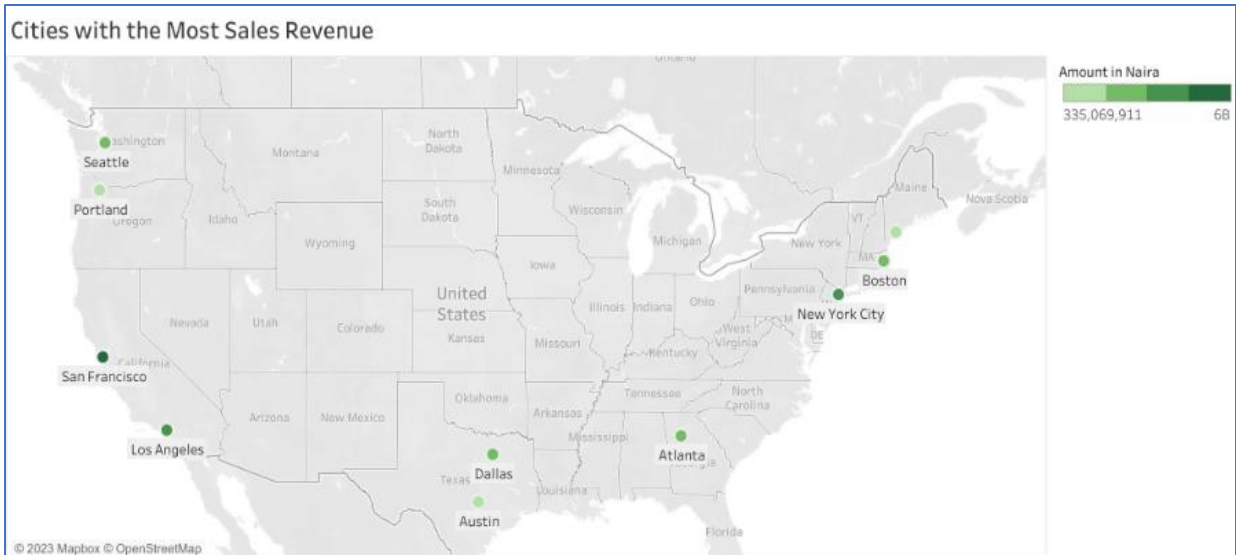 Cities with the Most Sales Revenue
Amount in Naira
335,069,911 6B
Ontario
ashington
Seattle
Montana
North
Dakota
Minnesota
Portland
Oregon
Idaho
South
Dakota
Wisconsin
Maine
Nova Scotia
VT
Wyoming
Michigan
New York
MA
Boston
Iowa
United
States
Nevada
Utah
Colorado
Kansas
Illinois
Indiana
Ohio
Pennsylvania
New York City
Missouri
West
Virginia
DE
Kentucky
California
San Francisco
Tennessee
North
Carolina
Arizona
New Mexico
Oklahoma
Arkansas
Mississippi
Los Angeles
Atlanta
Texas
Dallas
Louisiana
Austin
Florida
© 2023 Mapbox © OpenStreetMap